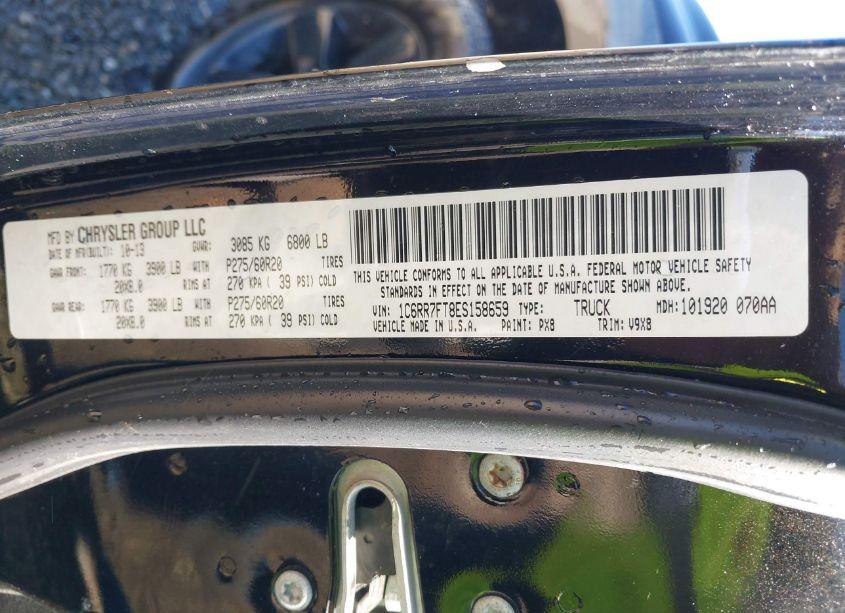 MFD BY CHRYSLER GROUP LLC
DATE OF MFR(BUILT): 10-13 GVWR: 3085 KG 6800 LB
GAWR FRONT: 1770 KG 3900 LB WITH P275/60R20 TIRES
20X8.0 RIMS AT 270 KPA ( 39 PSI) COLD
GAWR REAR: 1770 KG 3900 LB WITH P275/60R20 TIRES
20X8.0 RIMS AT 270 KPA ( 39 PSI) COLD
THIS VEHICLE CONFORMS TO ALL APPLICABLE U.S.A. FEDERAL MOTOR VEHICLE SAFETY
STANDARDS IN EFFECT ON THE DATE OF MANUFACTURE SHOWN ABOVE.
VIN: 1C6RR7FT8ES158659 TYPE: TRUCK MDH: 101920 070AA
VEHICLE MADE IN U.S.A. PAINT: PX8 TRIM: V9X8